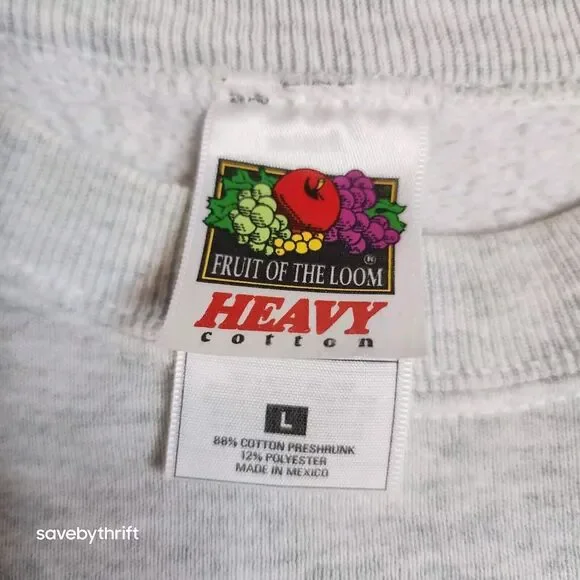 FRUIT OF THE LOOM ®
HEAVY
cotton
L
88% COTTON PRESHRUNK
12% POLYESTER
MADE IN MEXICO
savebythrift